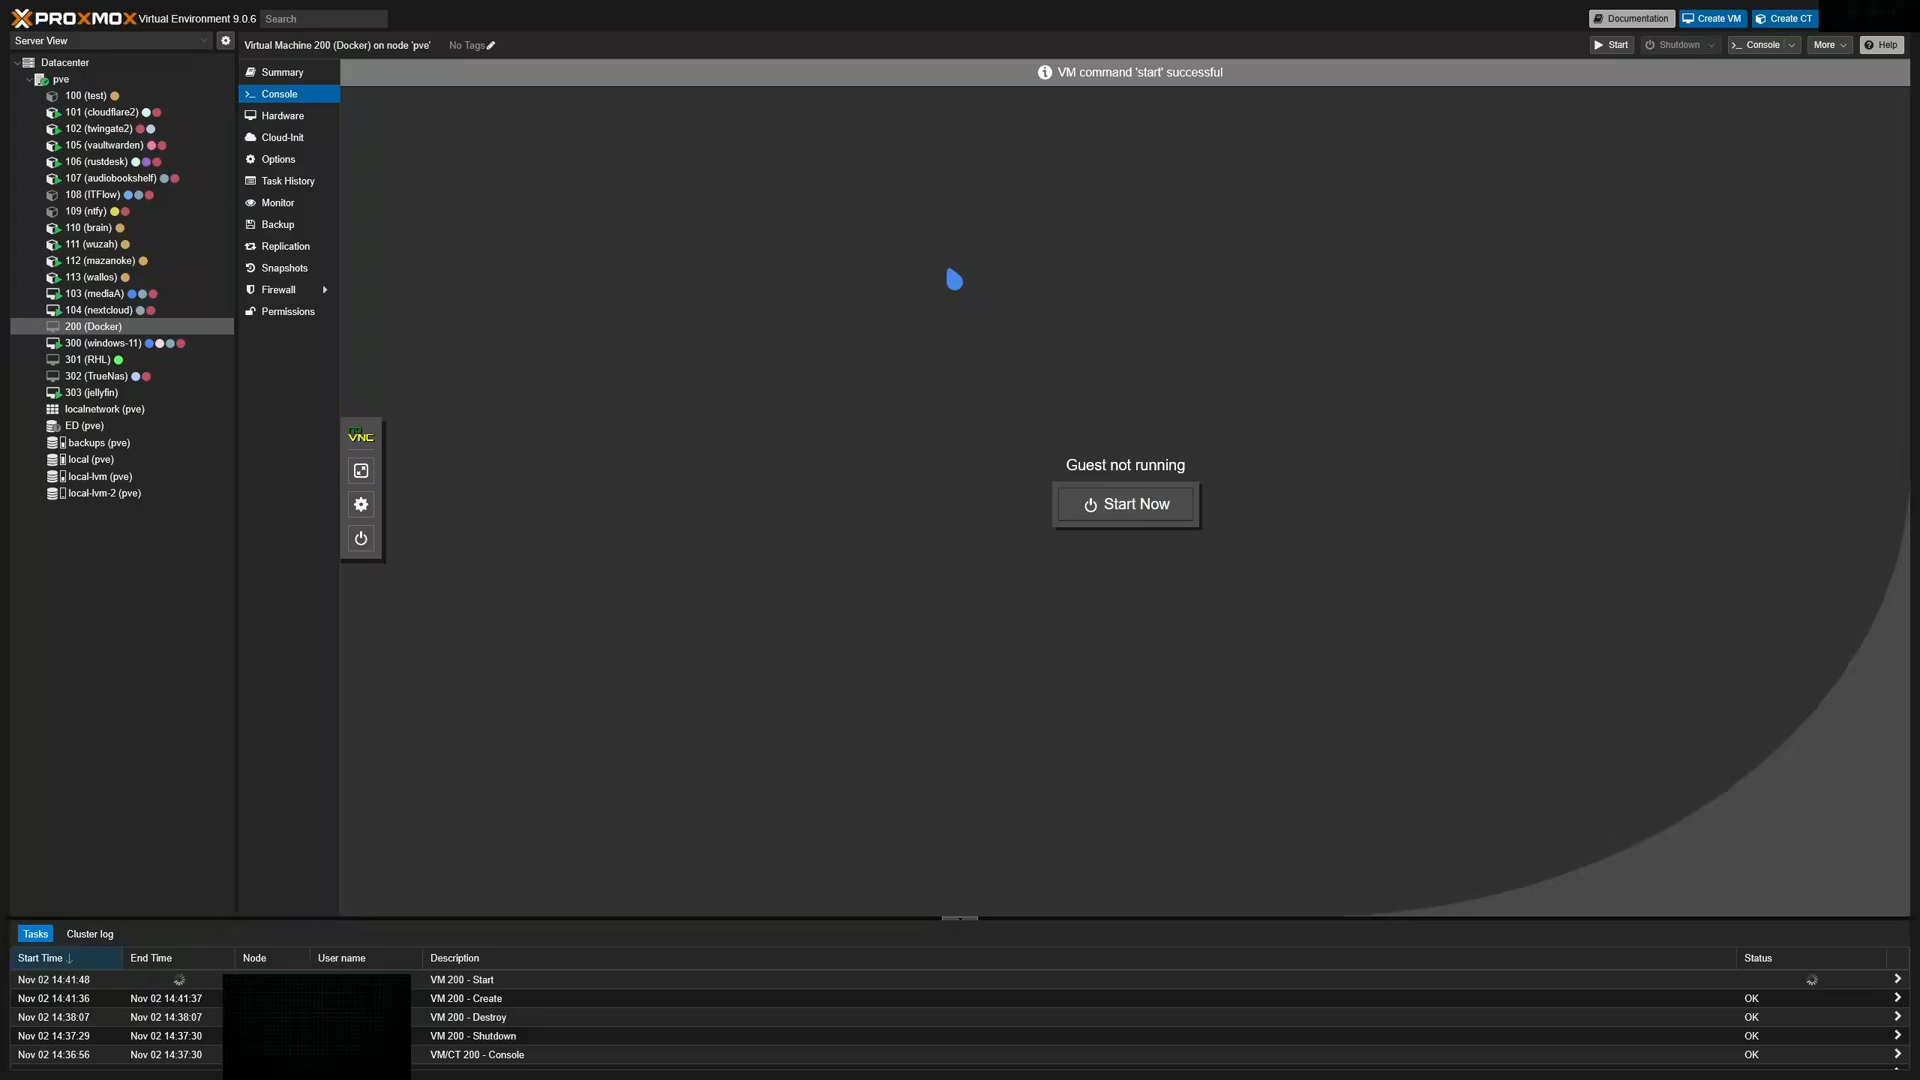 PROXMOX Virtual Environment 9.0.6 Search
Documentation Create VM Create CT
Server View
Virtual Machine 200 (Docker) on node 'pve' No Tags
Start Shutdown Console More Help
Datacenter
pve
100 (test)
101 (cloudflare2)
102 (twingate2)
105 (vaultwarden)
106 (rustdesk)
107 (audiobookshelf)
108 (ITFlow)
109 (ntfy)
110 (brain)
111 (wuzah)
112 (mazanoke)
113 (wallos)
103 (mediaA)
104 (nextcloud)
200 (Docker)
300 (windows-11)
301 (RHL)
302 (TrueNas)
303 (jellyfin)
localnetwork (pve)
ED (pve)
backups (pve)
local (pve)
local-lvm (pve)
local-lvm-2 (pve)
Summary
Console
Hardware
Cloud-Init
Options
Task History
Monitor
Backup
Replication
Snapshots
Firewall
Permissions
VM command 'start' successful
no
VNC
Guest not running
Start Now
Tasks Cluster log
Start Time End Time Node User name Description Status
Nov 02 14:41:48 VM 200 - Start
Nov 02 14:41:36 Nov 02 14:41:37 VM 200 - Create OK
Nov 02 14:38:07 Nov 02 14:38:07 VM 200 - Destroy OK
Nov 02 14:37:29 Nov 02 14:37:30 VM 200 - Shutdown OK
Nov 02 14:36:56 Nov 02 14:37:30 VM/CT 200 - Console OK